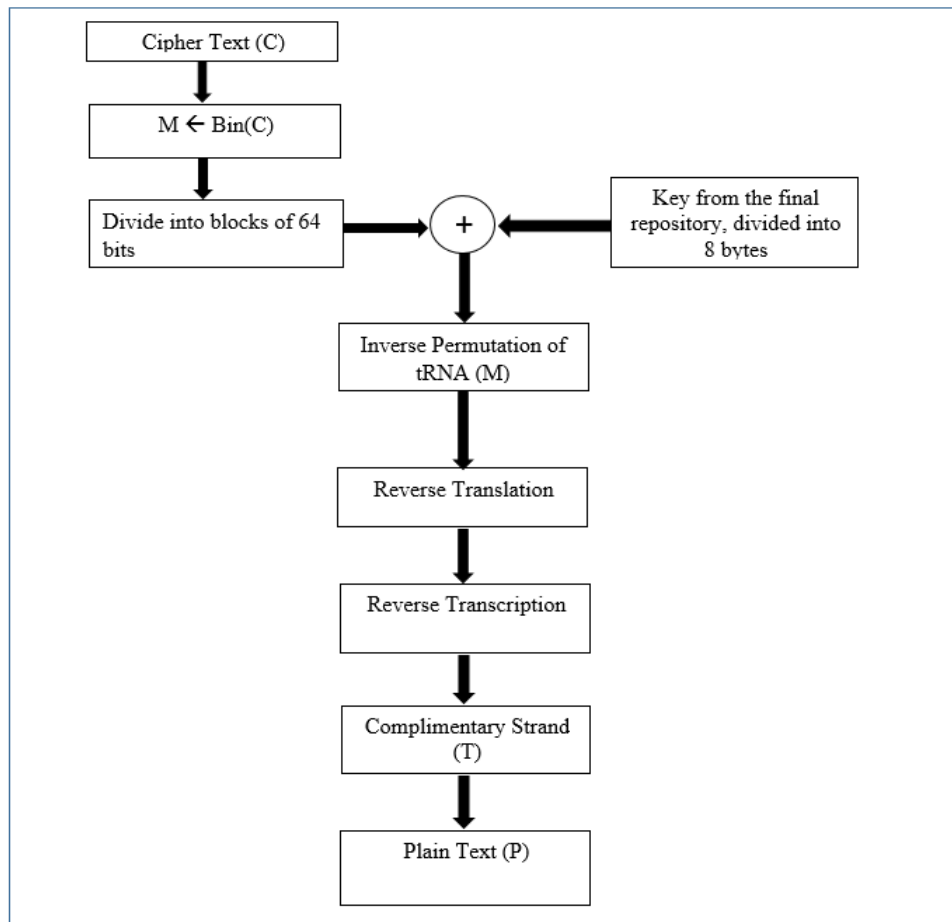 Cipher Text (C)
M ← Bin(C)
Divide into blocks of 64
bits
+
Key from the final
repository, divided into
8 bytes
Inverse Permutation of
tRNA (M)
Reverse Translation
Reverse Transcription
Complimentary Strand
(T)
Plain Text (P)